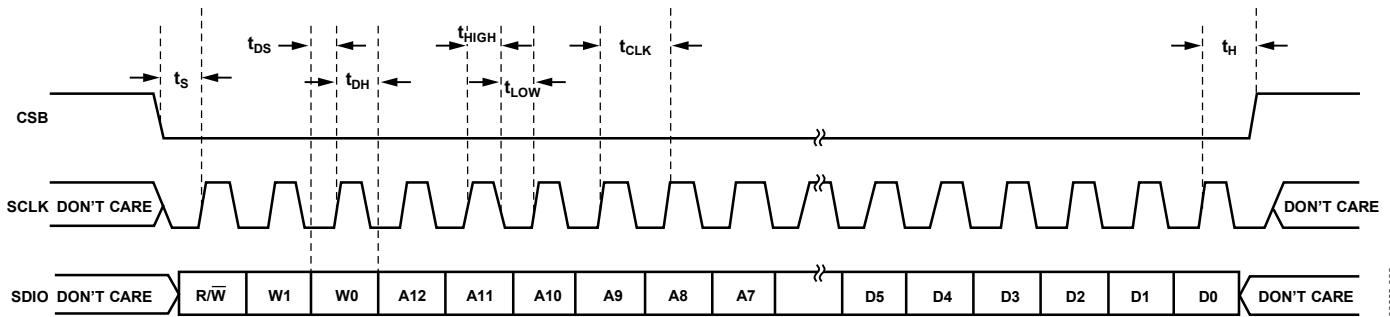 tDS
tHIGH
tCLK
tH
tS
tDH
tLOW
CSB
SCLK DON'T CARE
DON'T CARE
SDIO DON'T CARE
R/W̅
W1
W0
A12
A11
A10
A9
A8
A7
D5
D4
D3
D2
D1
D0
DON'T CARE